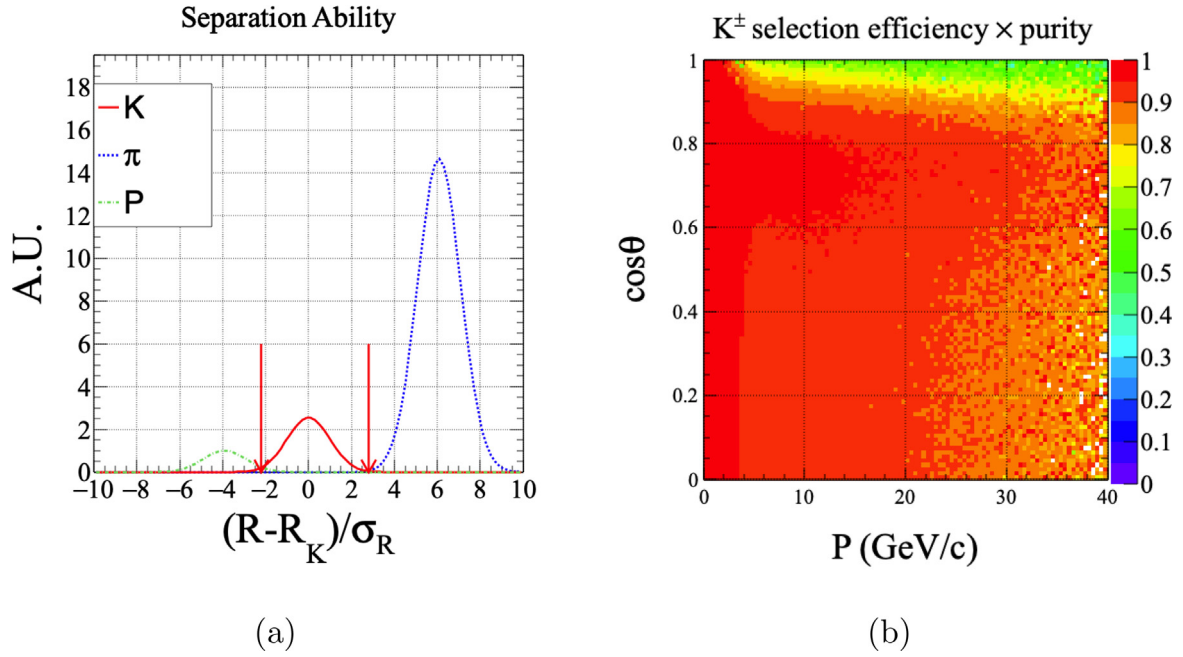 Separation Ability
18
16
14
12
10
8
6
4
2
0
K
π
P
A.U.
−10 −8 −6 −4 −2 0 2 4 6 8 10
(R-R_K)/σ_R
(a)
K± selection efficiency × purity
1
0.8
0.6
0.4
0.2
0
cosθ
0 10 20 30 40
P (GeV/c)
1
0.9
0.8
0.7
0.6
0.5
0.4
0.3
0.2
0.1
0
(b)